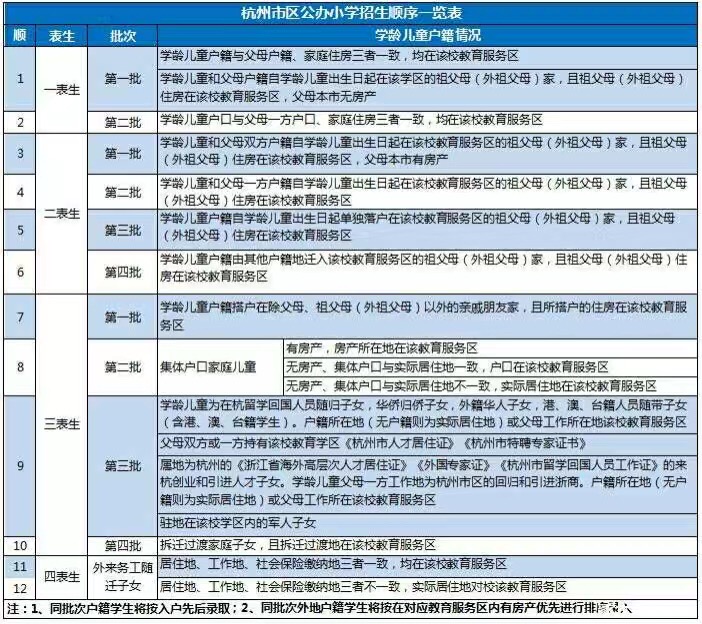 杭州市区公办小学招生顺序一览表
顺 表生 批次 学龄儿童户籍情况
1 一表生 第一批 学龄儿童户籍与父母户籍、家庭住房三者一致，均在该校教育服务区
学龄儿童和父母户籍自学龄儿童出生日起在该学区的祖父母（外祖父母）家，且祖父母（外祖父母）
住房在该校教育服务区，父母本市无房产
2 第二批 学龄儿童户口与父母一方户口、家庭住房三者一致，均在该校教育服务区
3 二表生 第一批 学龄儿童和父母双方户籍自学龄儿童出生日起在该校教育服务区的祖父母（外祖父母）家，且祖父母
（外祖父母）住房在该校教育服务区，父母本市有房产
4 第二批 学龄儿童和父母一方户籍自学龄儿童出生日起在该校教育服务区的祖父母（外祖父母）家，且祖父母
（外祖父母）住房在该校教育服务区
5 第三批 学龄儿童户籍自学龄儿童出生日起单独落户在该校教育服务区的祖父母（外祖父母）家，且祖父母
（外祖父母）住房在该校教育服务区
6 第四批 学龄儿童户籍由其他户籍地迁入该校教育服务区的祖父母（外祖父母）家，且祖父母（外祖父母）住
房在该校教育服务区
7 三表生 第一批 学龄儿童户籍搭户在除父母、祖父母（外祖父母）以外的亲戚朋友家，且所搭户的住房在该校教育服
务区
8 第二批 集体户口家庭儿童 有房产，房产所在地在该教育服务区
无房产、集体户口与实际居住地一致，户口在该校教育服务区
无房产、集体户口与实际居住地不一致，实际居住地在该校教育服务区
9 第三批 学龄儿童为在杭留学回国人员随归子女，华侨归侨子女，外籍华人子女，港、澳、台籍人员随带子女
（含港、澳、台籍学生）。户籍所在地（无户籍则为实际居住地）或父母工作所在地该校教育服务区
父母双方或一方持有该校教育学区《杭州市人才居住证》《杭州市特聘专家证书》
属地为杭州的《浙江省海外高层次人才居住证》《外国专家证》《杭州市留学回国人员工作证》的来
杭创业和引进人才子女。学龄儿童父母一方工作地为杭州市区的回归和引进浙商。户籍所在地（无户
籍则为实际居住地）或父母工作所在该校教育服务区
驻地在该校学区内的军人子女
10 第四批 拆迁过渡家庭子女，且拆迁过渡地在该校教育服务区
11 四表生 外来务工随 居住地、工作地、社会保险缴纳地三者一致，均在该校教育服务区
12 迁子女 居住地、工作地、社会保险缴纳地三者不一致，实际居住地对校该教育服务区
注：1、同批次户籍学生将按入户先后录取；2、同批次外地户籍学生将按在对应教育服务区内有房产优先进行排序